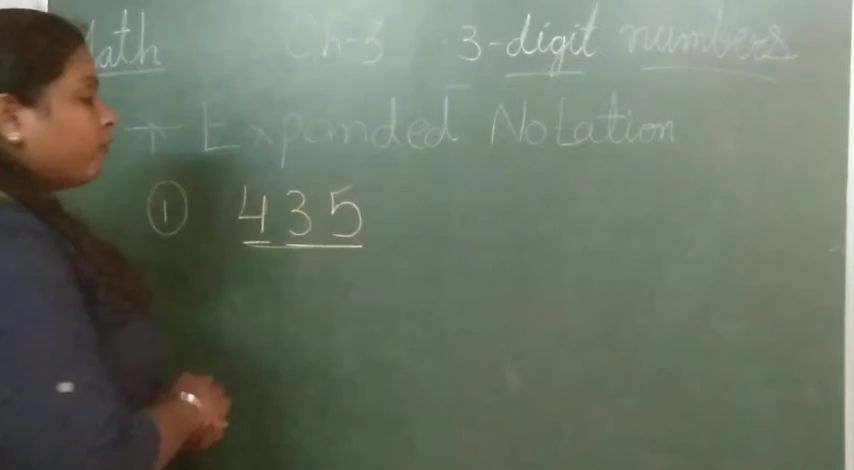 Math Ch-3 3-digit numbers
* Expanded Notation
① 435